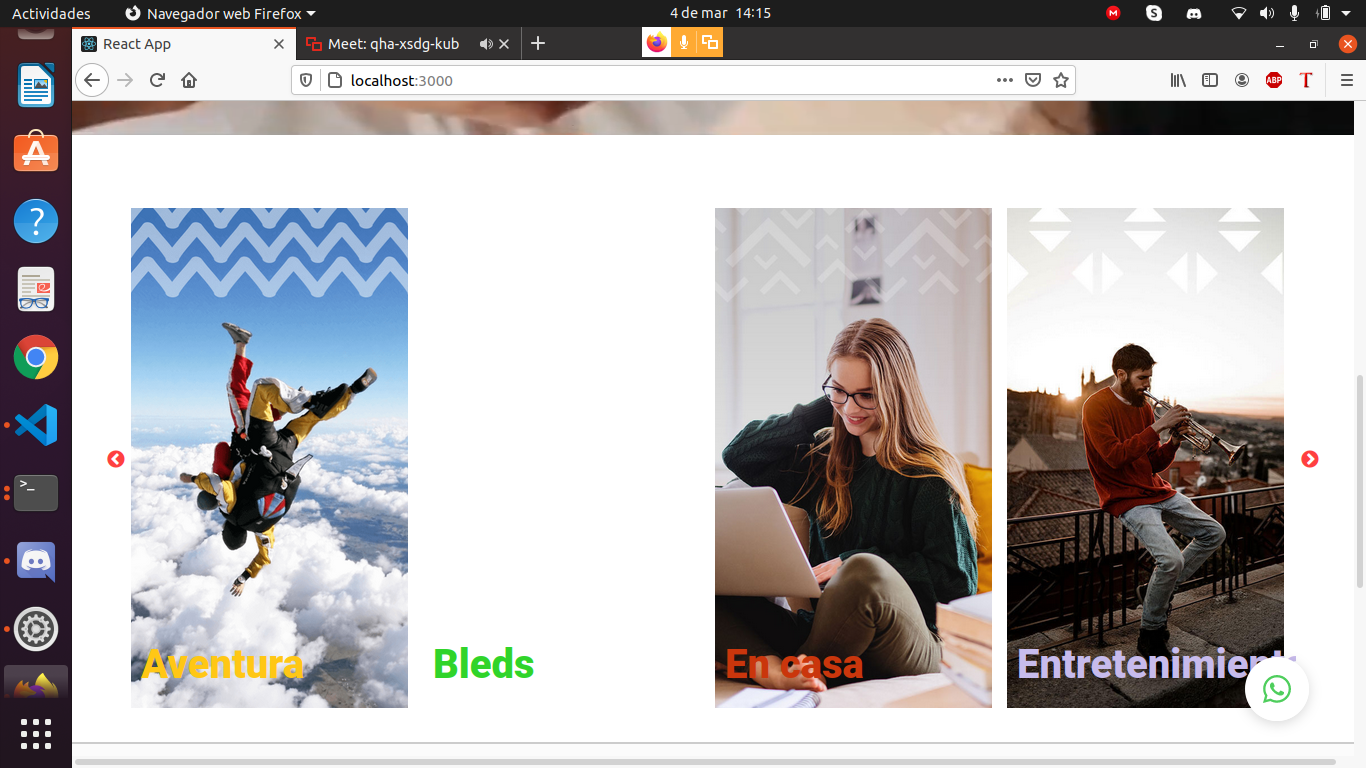 Actividades
Navegador web Firefox
4 de mar 14:15
React App
Meet: qha-xsdg-kub
localhost:3000
ABP
T
Aventura
Bleds
En casa
Entretenimient